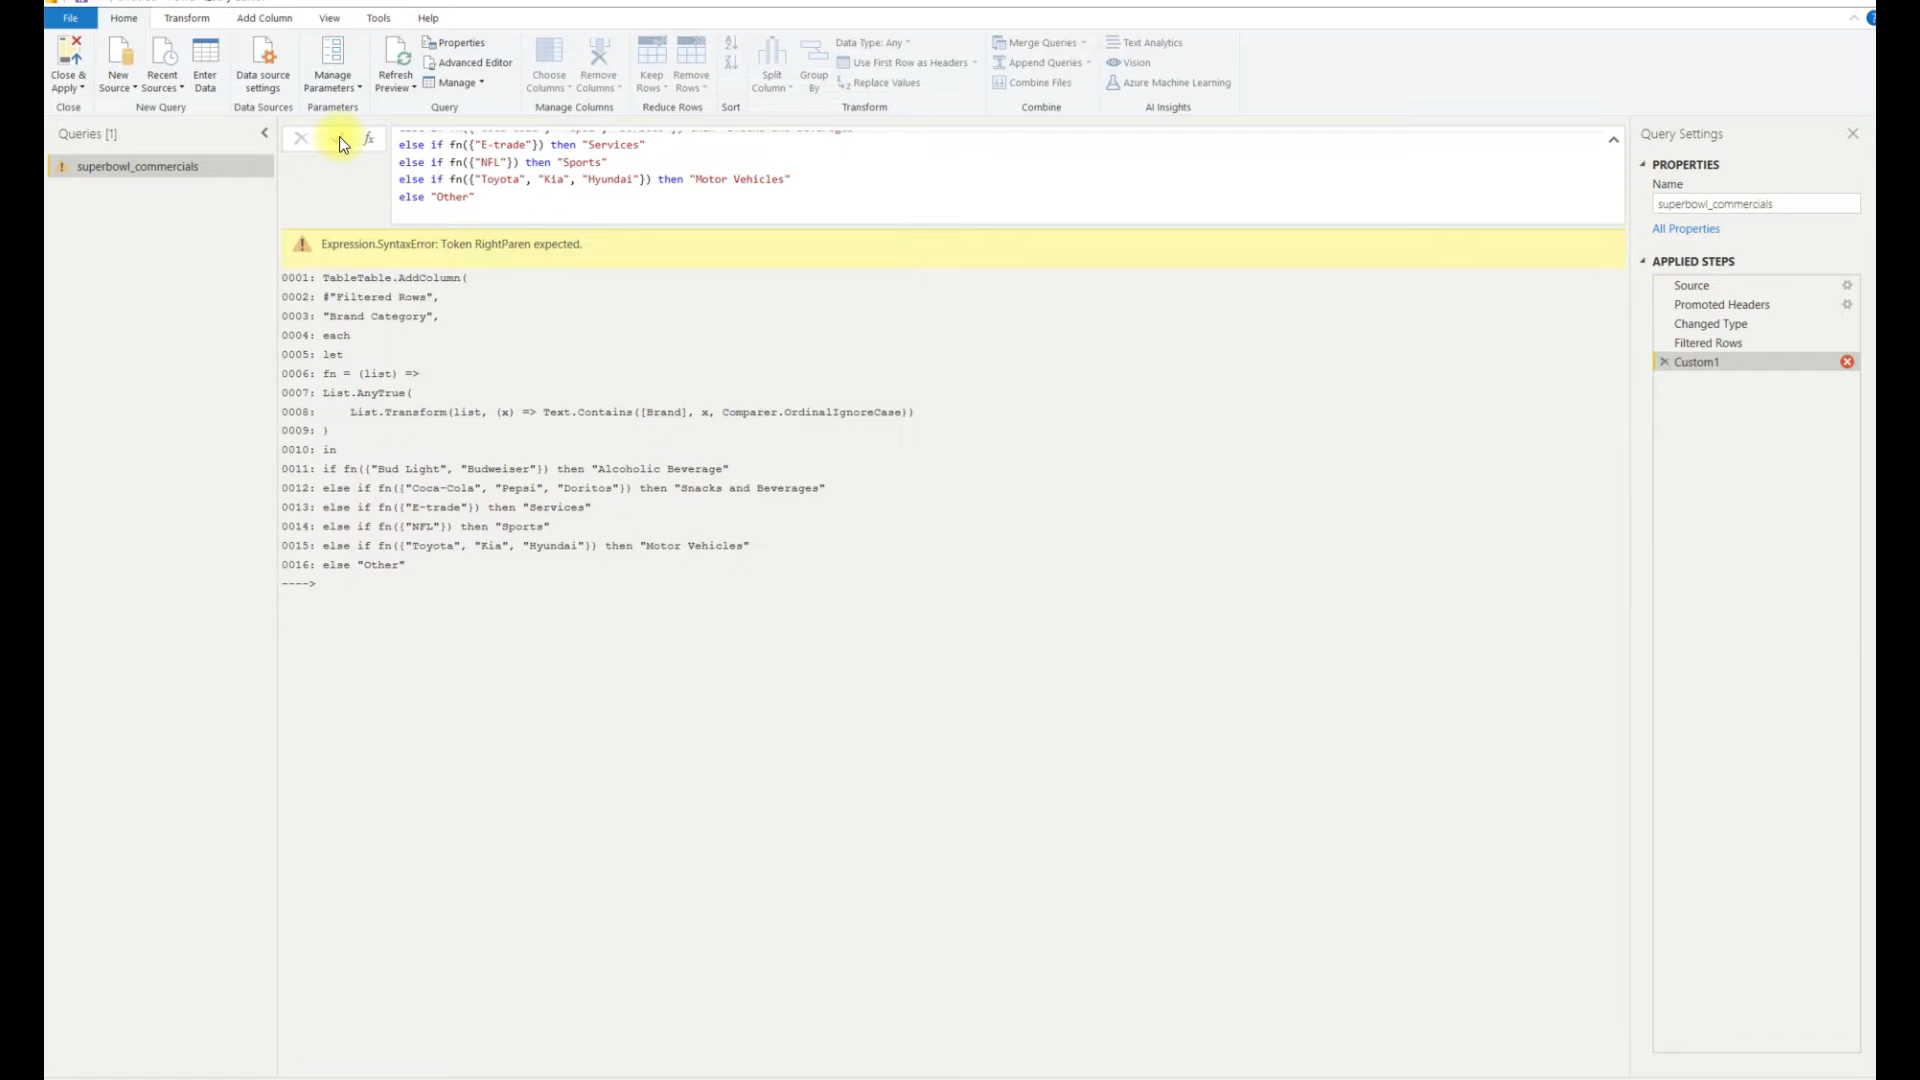 File
Home
Transform
Add Column
View
Tools
Help
Close &
Apply
Close
New
Source
Recent
Sources
Enter
Data
New Query
Data source
settings
Data Sources
Manage
Parameters
Parameters
Refresh
Preview
Properties
Advanced Editor
Manage
Query
Choose
Columns
Remove
Columns
Manage Columns
Keep
Rows
Remove
Rows
Reduce Rows
Sort
Split
Column
Group
By
Data Type: Any
Use First Row as Headers
Replace Values
Transform
Merge Queries
Append Queries
Combine Files
Combine
Text Analytics
Vision
Azure Machine Learning
AI Insights
Queries [1]
superbowl_commercials
fx
else if fn({"E-trade"}) then "Services"
else if fn({"NFL"}) then "Sports"
else if fn({"Toyota", "Kia", "Hyundai"}) then "Motor Vehicles"
else "Other"
Expression.SyntaxError: Token RightParen expected.
0001: TableTable.AddColumn(
0002: #"Filtered Rows",
0003: "Brand Category",
0004: each
0005: let
0006: fn = (list) =>
0007: List.AnyTrue(
0008: List.Transform(list, (x) => Text.Contains([Brand], x, Comparer.OrdinalIgnoreCase))
0009: )
0010: in
0011: if fn({"Bud Light", "Budweiser"}) then "Alcoholic Beverage"
0012: else if fn({"Coca-Cola", "Pepsi", "Doritos"}) then "Snacks and Beverages"
0013: else if fn({"E-trade"}) then "Services"
0014: else if fn({"NFL"}) then "Sports"
0015: else if fn({"Toyota", "Kia", "Hyundai"}) then "Motor Vehicles"
0016: else "Other"
---->
Query Settings
PROPERTIES
Name
superbowl_commercials
All Properties
APPLIED STEPS
Source
Promoted Headers
Changed Type
Filtered Rows
Custom1